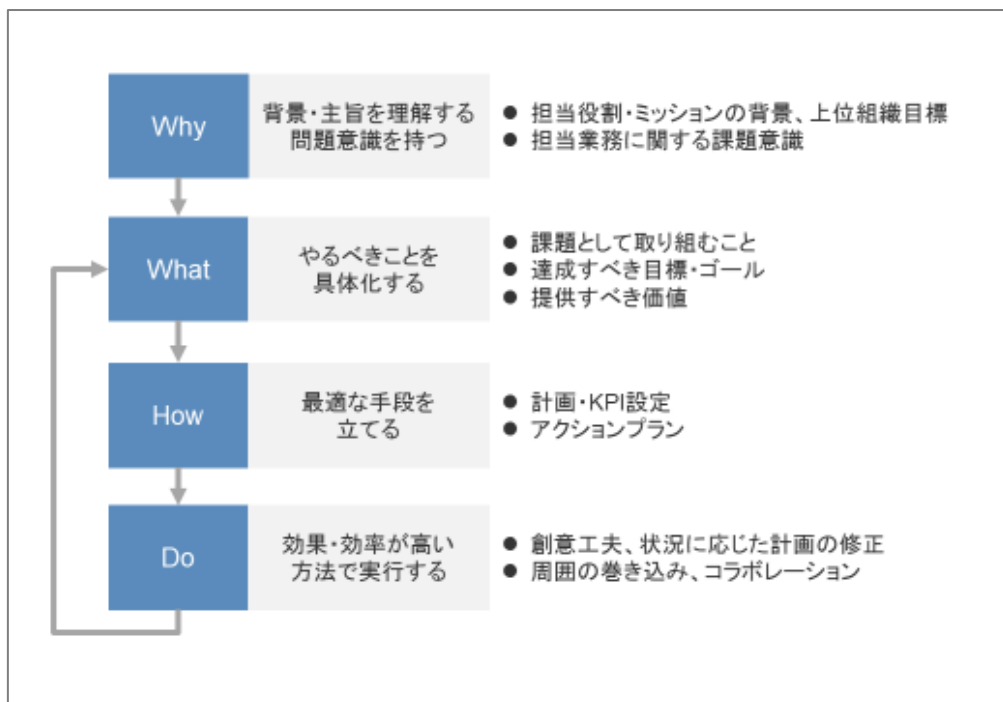 Why
背景・主旨を理解する
問題意識を持つ
● 担当役割・ミッションの背景、上位組織目標
● 担当業務に関する課題意識
What
やるべきことを
具体化する
● 課題として取り組むこと
● 達成すべき目標・ゴール
● 提供すべき価値
How
最適な手段を
立てる
● 計画・KPI設定
● アクションプラン
Do
効果・効率が高い
方法で実行する
● 創意工夫、状況に応じた計画の修正
● 周囲の巻き込み、コラボレーション